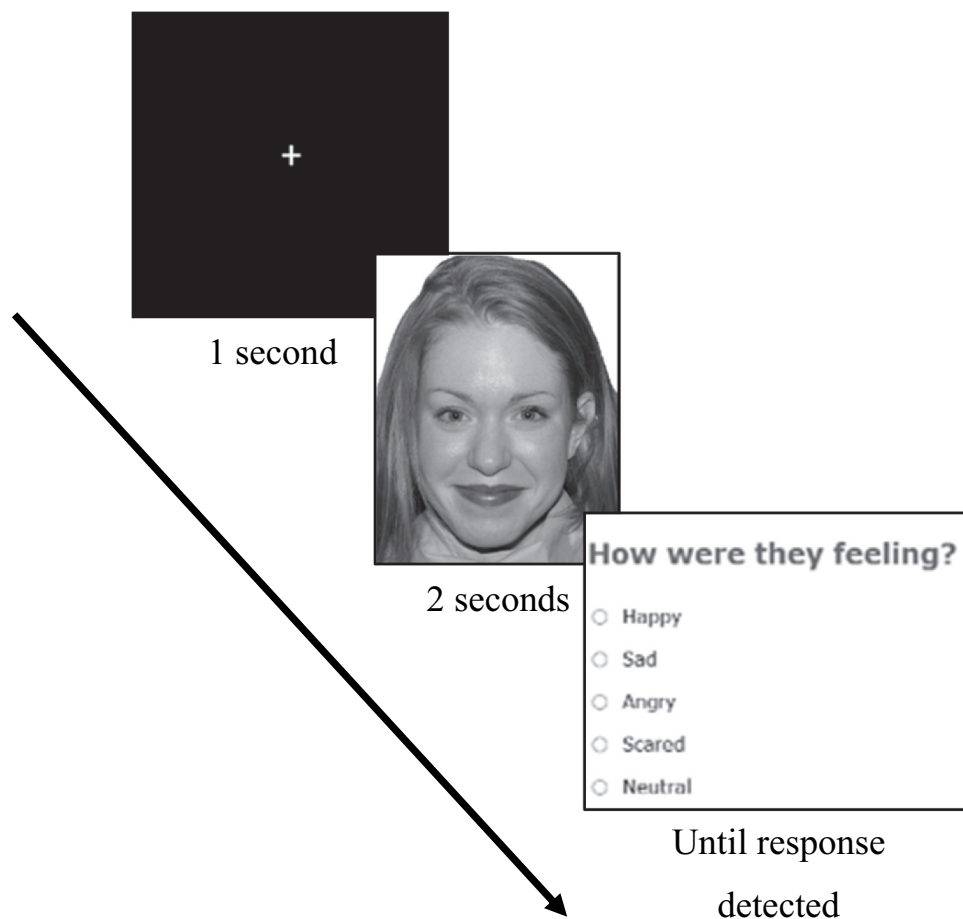 1 second
2 seconds
How were they feeling?
Happy
Sad
Angry
Scared
Neutral
Until response
detected